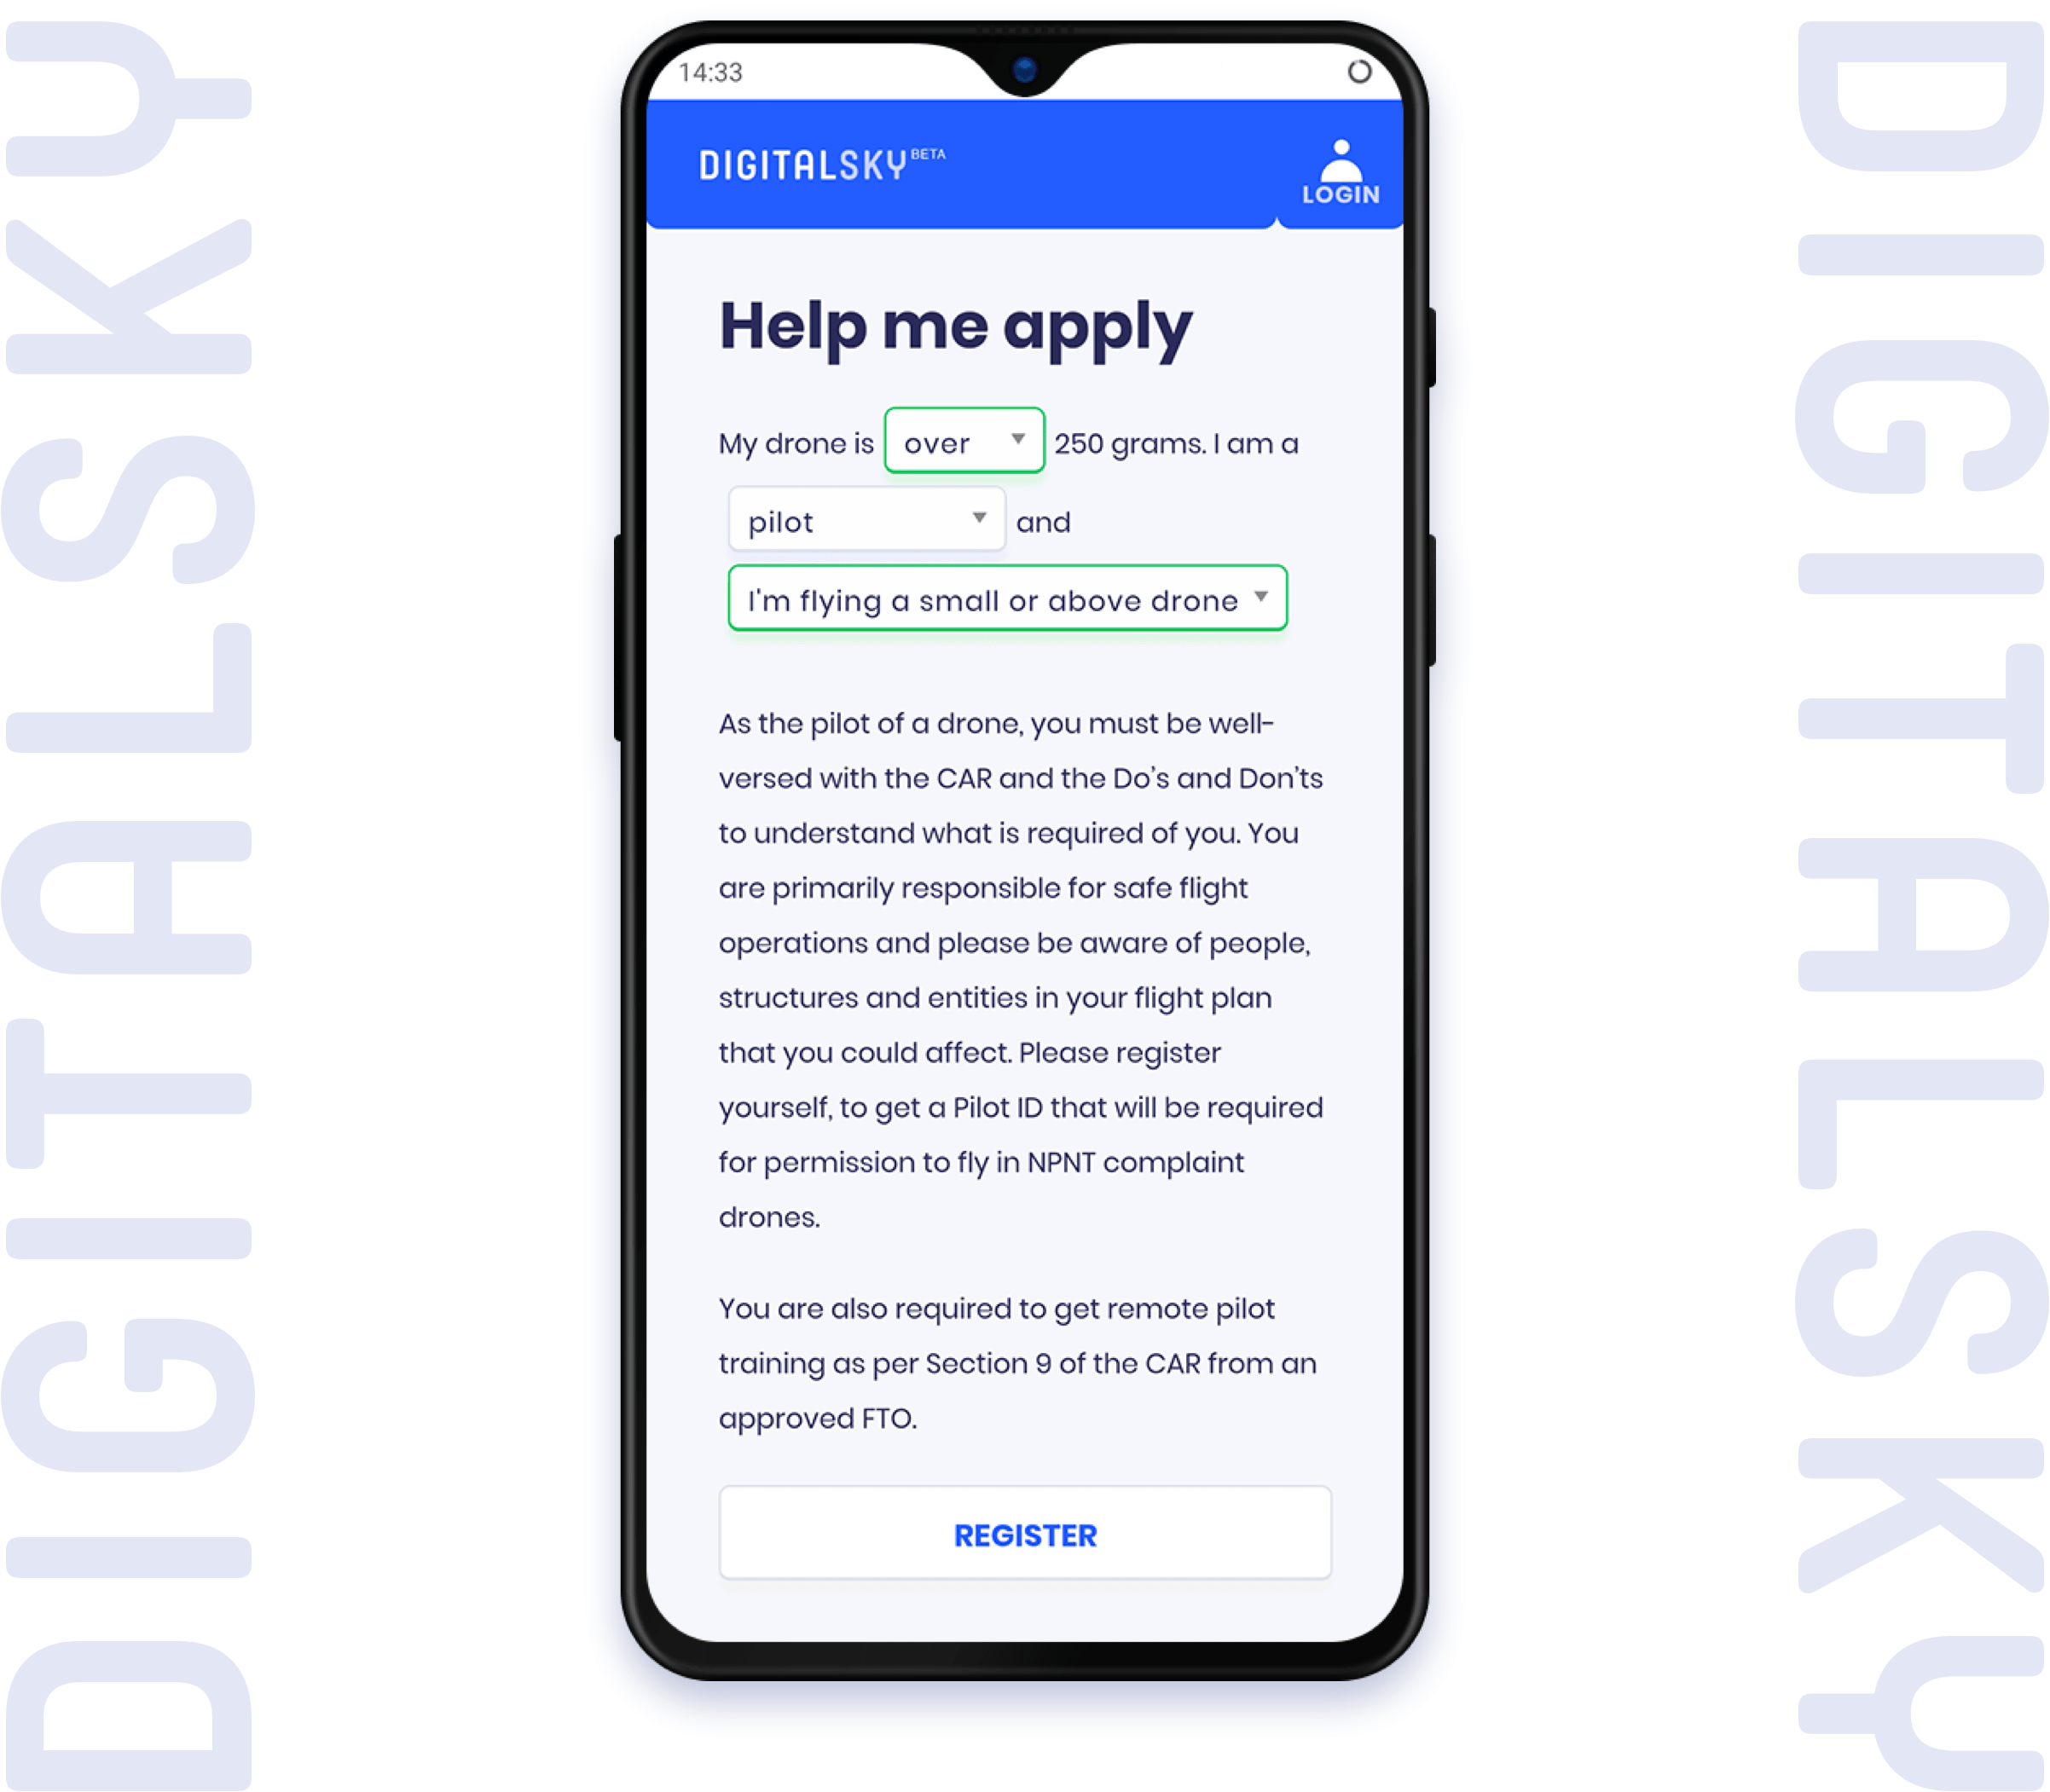 DIGITALSKY
14:33
DIGITALSKY BETA
LOGIN
Help me apply
My drone is over 250 grams. I am a
pilot and
I'm flying a small or above drone
As the pilot of a drone, you must be well-
versed with the CAR and the Do’s and Don’ts
to understand what is required of you. You
are primarily responsible for safe flight
operations and please be aware of people,
structures and entities in your flight plan
that you could affect. Please register
yourself, to get a Pilot ID that will be required
for permission to fly in NPNT complaint
drones.
You are also required to get remote pilot
training as per Section 9 of the CAR from an
approved FTO.
REGISTER
DIGITALSKY